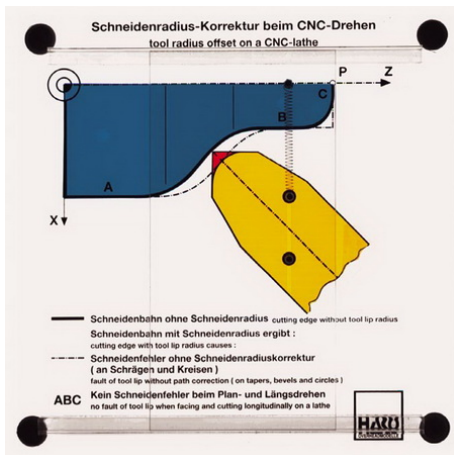 Schneidenradius-Korrektur beim CNC-Drehen
tool radius offset on a CNC-lathe
P
Z
C
B
A
X
Schneidenbahn ohne Schneidenradius cutting edge without tool lip radius
Schneidenbahn mit Schneidenradius ergibt :
cutting edge with tool lip radius causes :
Schneidenfehler ohne Schneidenradiuskorrektur
( an Schrägen und Kreisen )
fault of tool lip without path correction ( on tapers, bevels and circles )
ABC Kein Schneidenfehler beim Plan- und Längsdrehen
no fault of tool lip when facing and cutting longitudinally on a lathe